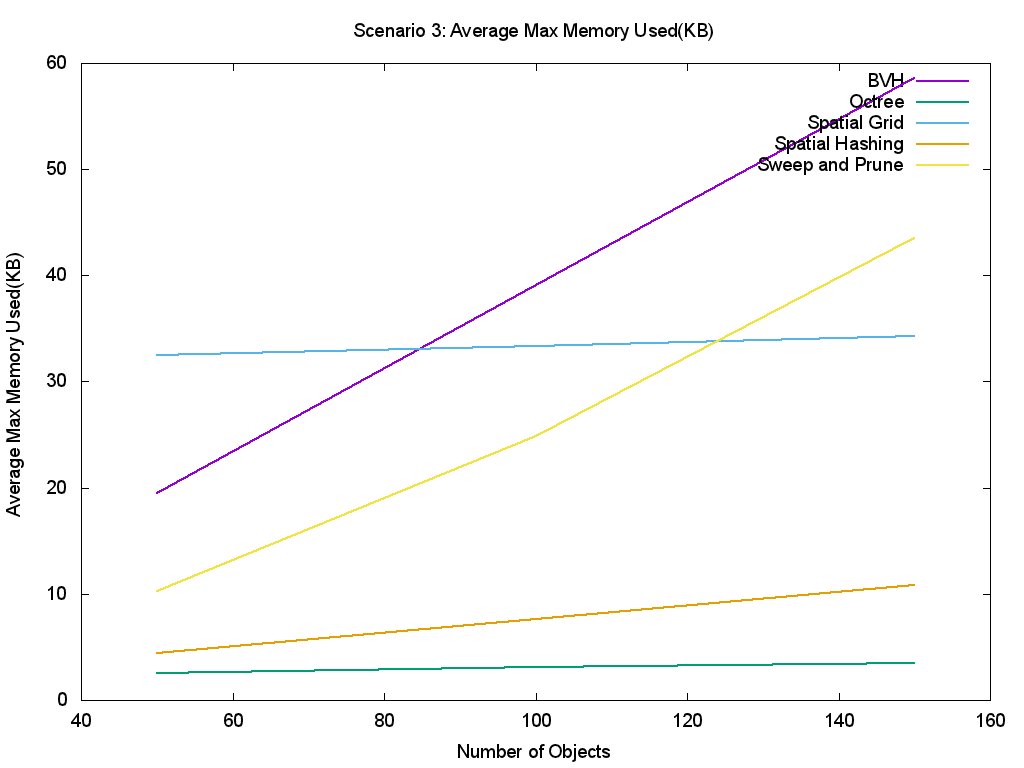 Scenario 3: Average Max Memory Used(KB)
60
50
40
30
20
10
0
Average Max Memory Used(KB)
BVH
Octree
Spatial Grid
Spatial Hashing
Sweep and Prune
40 60 80 100 120 140 160
Number of Objects